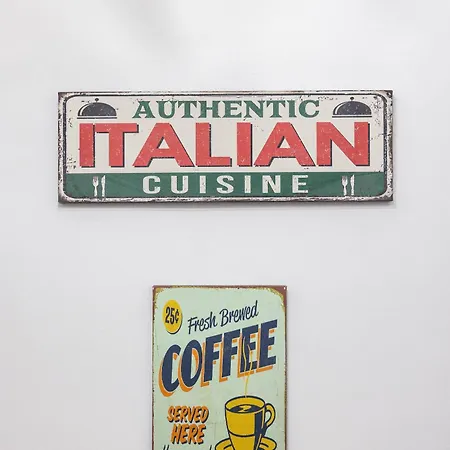 AUTHENTIC
ITALIAN
CUISINE
25¢
Fresh Brewed
COFFEE
SERVED
HERE